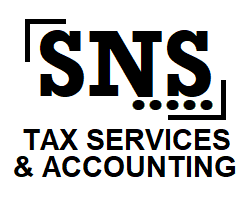 SNS
TAX SERVICES
& ACCOUNTING